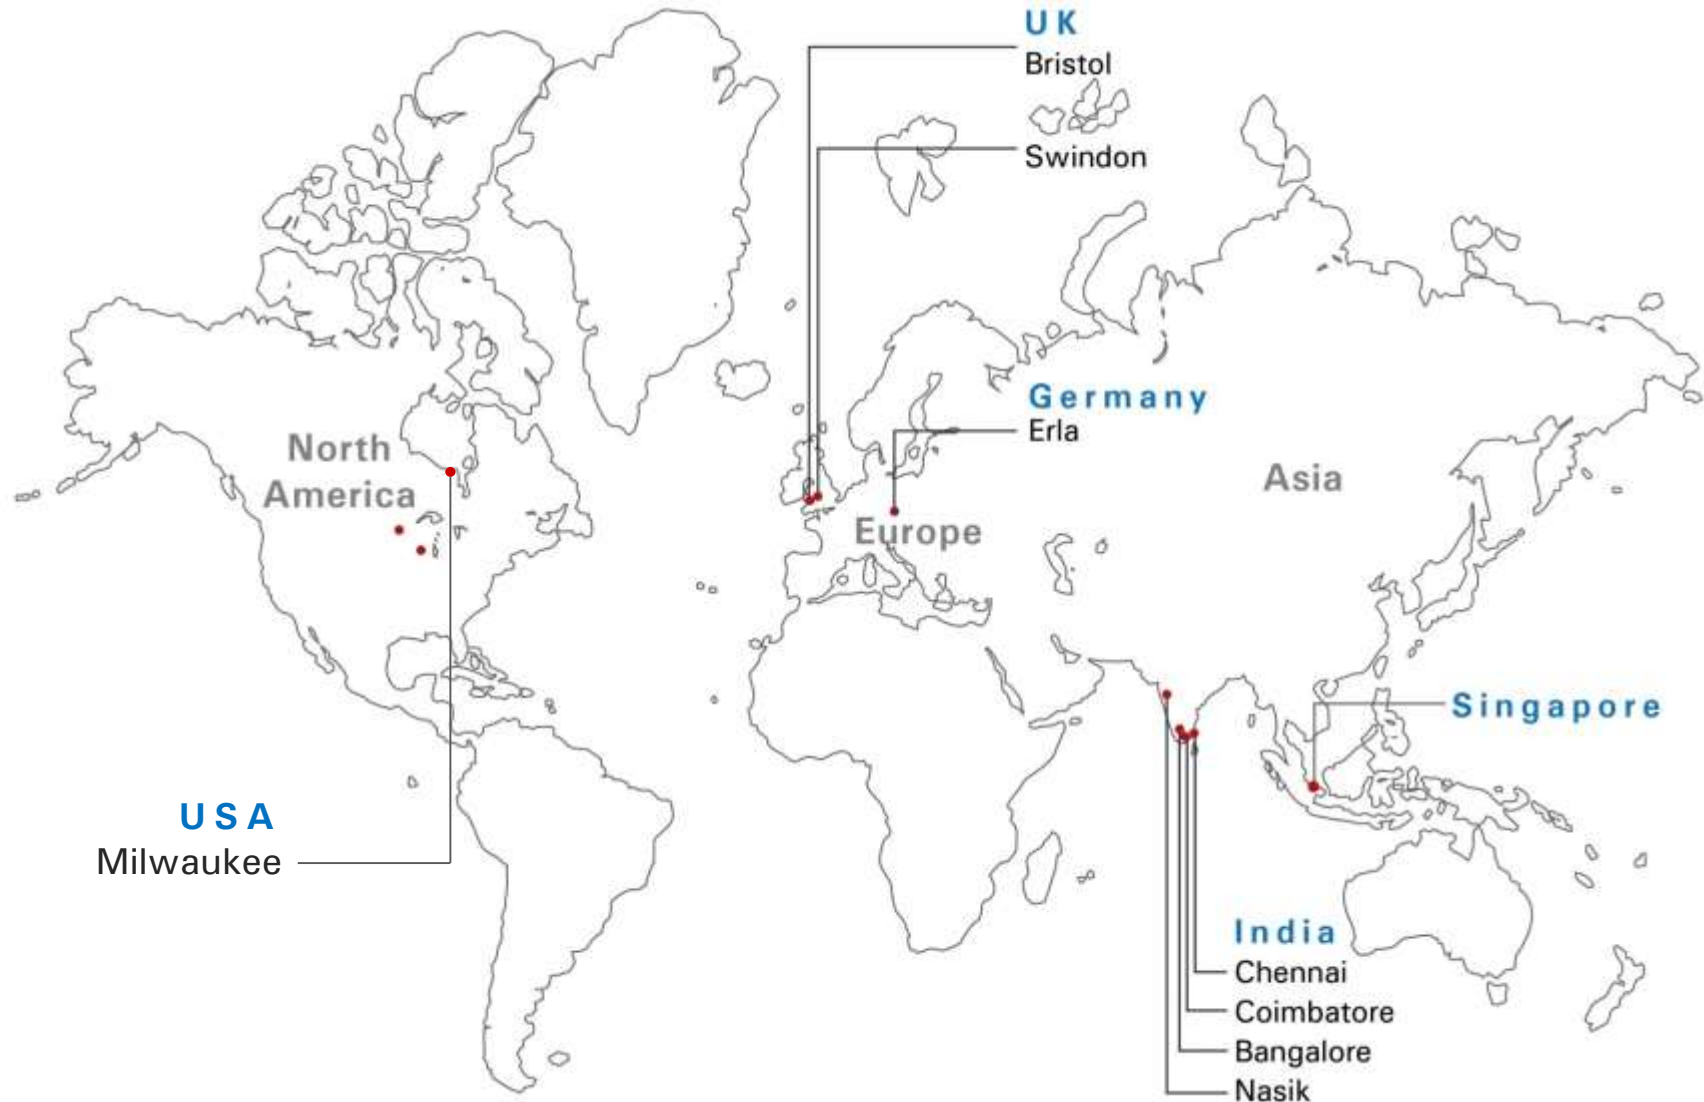 UK
Bristol
Swindon
Germany
Erla
North
America
Asia
Europe
Singapore
USA
Milwaukee
India
Chennai
Coimbatore
Bangalore
Nasik